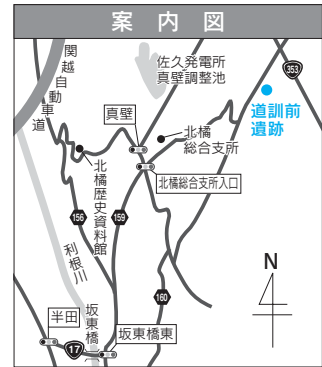 案内図
関越自動車道
佐久発電所
真壁調整池
353
真壁
道訓前
遺跡
北橘
総合支所
北橘総合支所入口
北橘歴史資料館
156
159
利根川
160
N
坂東橋
半田
17
坂東橋東